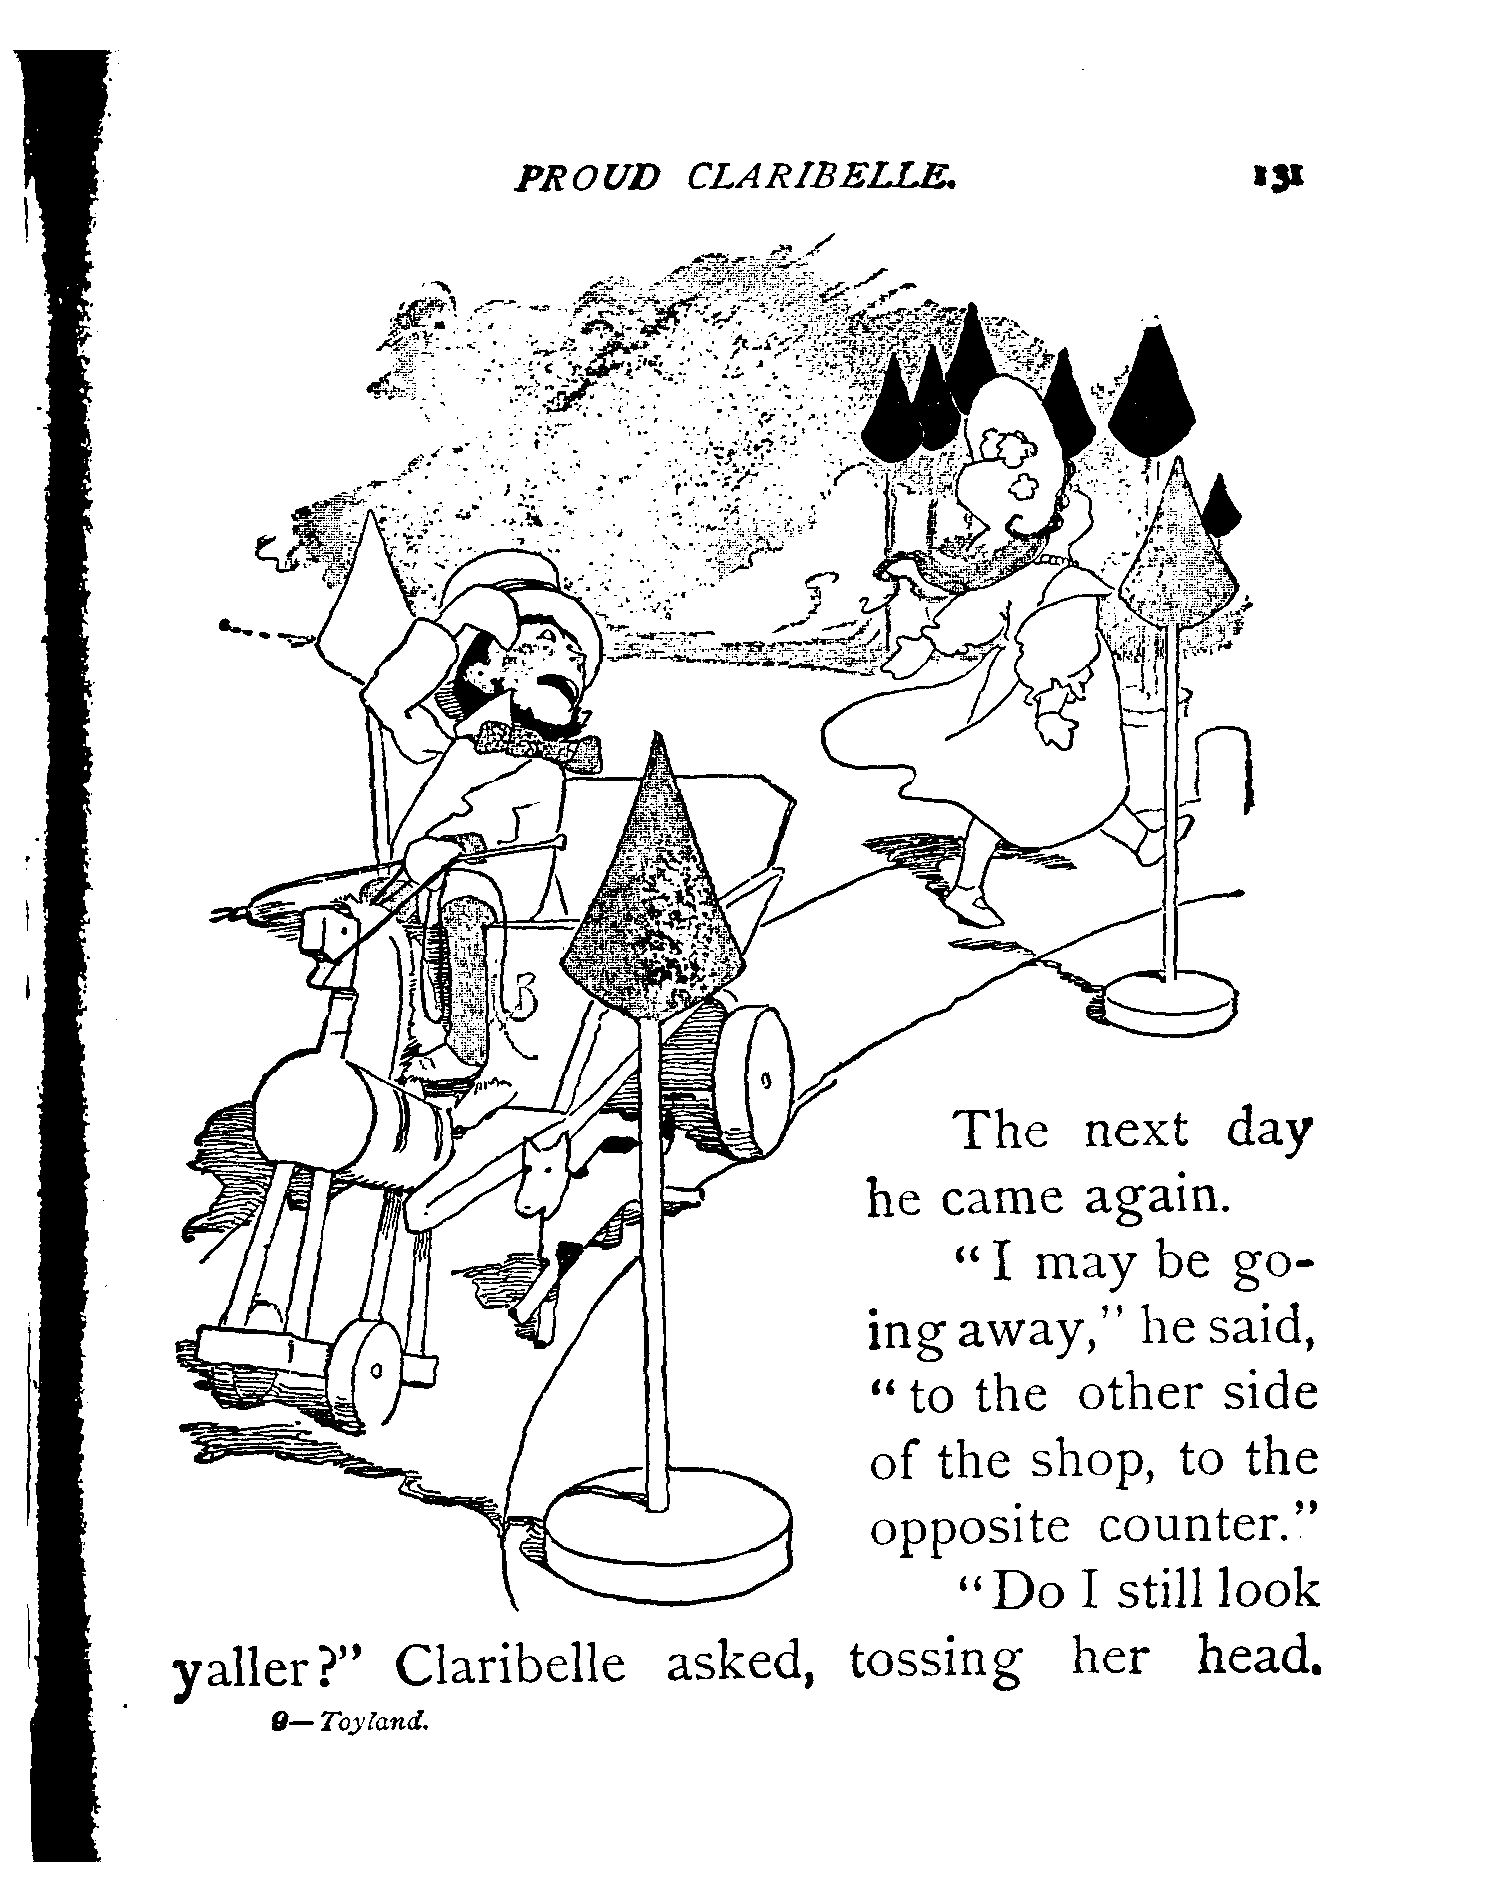 PROUD CLARIBELLE. 131
B
The next day
he came again.
“I may be go-
ing away,” he said,
“to the other side
of the shop, to the
opposite counter.”
“Do I still look
yaller?” Claribelle asked, tossing her head.
9—Toyland.